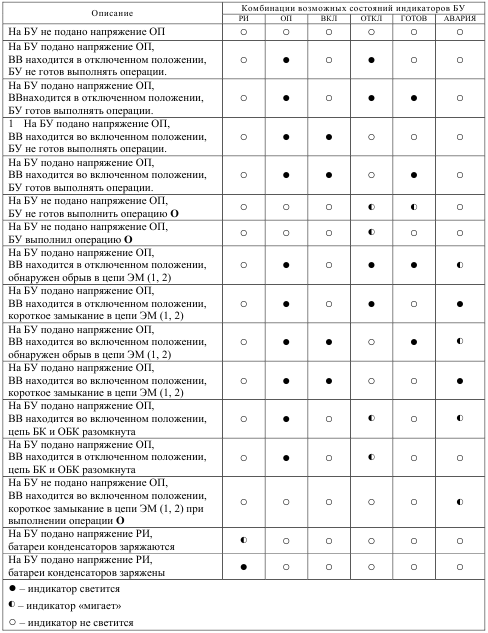 Описание
Комбинации возможных состояний индикаторов БУ
РИ ОП ВКЛ ОТКЛ ГОТОВ АВАРИЯ
На БУ не подано напряжение ОП ○ ○ ○ ○ ○ ○
На БУ подано напряжение ОП,
ВВ находится в отключенном положении, ○ ● ○ ● ○ ○
БУ не готов выполнять операции.
На БУ подано напряжение ОП,
ВВнаходится в отключенном положении, ○ ● ○ ● ● ○
БУ готов выполнять операции.
1 На БУ подано напряжение ОП,
ВВ находится во включенном положении, ○ ● ● ○ ○ ○
БУ не готов выполнять операции.
На БУ подано напряжение ОП,
ВВ находится во включенном положении, ○ ● ● ○ ● ○
БУ готов выполнять операции.
На БУ не подано напряжение ОП,
БУ не готов выполнить операцию О ○ ○ ○ ◐ ◐ ○
На БУ не подано напряжение ОП,
БУ выполнил операцию О ○ ○ ○ ◐ ○ ○
На БУ подано напряжение ОП,
ВВ находится в отключенном положении, ○ ● ○ ● ● ◐
обнаружен обрыв в цепи ЭМ (1, 2)
На БУ подано напряжение ОП,
ВВ находится в отключенном положении, ○ ● ○ ● ○ ●
короткое замыкание в цепи ЭМ (1, 2)
На БУ подано напряжение ОП,
ВВ находится во включенном положении, ○ ● ● ○ ● ◐
обнаружен обрыв в цепи ЭМ (1, 2)
На БУ подано напряжение ОП,
ВВ находится во включенном положении, ○ ● ● ○ ○ ●
короткое замыкание в цепи ЭМ (1, 2)
На БУ подано напряжение ОП,
ВВ находится во включенном положении, ○ ● ○ ◐ ○ ◐
цепь БК и ОБК разомкнута
На БУ подано напряжение ОП,
ВВ находится в отключенном положении, ○ ● ○ ◐ ○ ○
цепь БК и ОБК разомкнута
На БУ не подано напряжение ОП,
ВВ находится во включенном положении,
короткое замыкание в цепи ЭМ (1, 2) при ○ ○ ○ ○ ○ ◐
выполнении операции О
На БУ подано напряжение РИ,
батареи конденсаторов заряжаются ◐ ○ ○ ○ ○ ○
На БУ подано напряжение РИ,
батареи конденсаторов заряжены ● ○ ○ ○ ○ ○
● – индикатор светится
◐ – индикатор «мигает»
○ – индикатор не светится